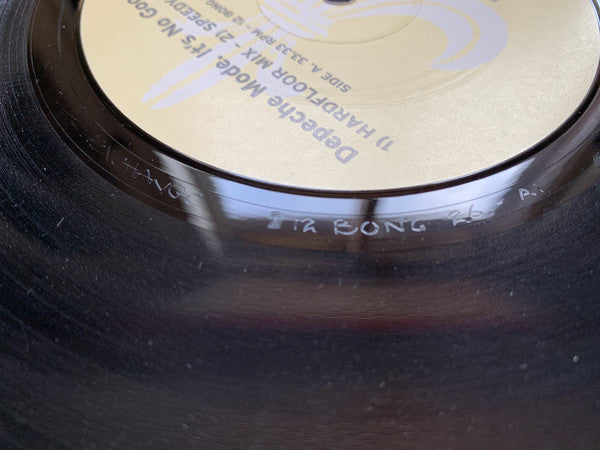 Depeche Mode. It's No Goo
1) HARDFLOOR MIX - 2) SPEEDY
SIDE A. 33.33 RPM - 12 BONG
12 BONG 26